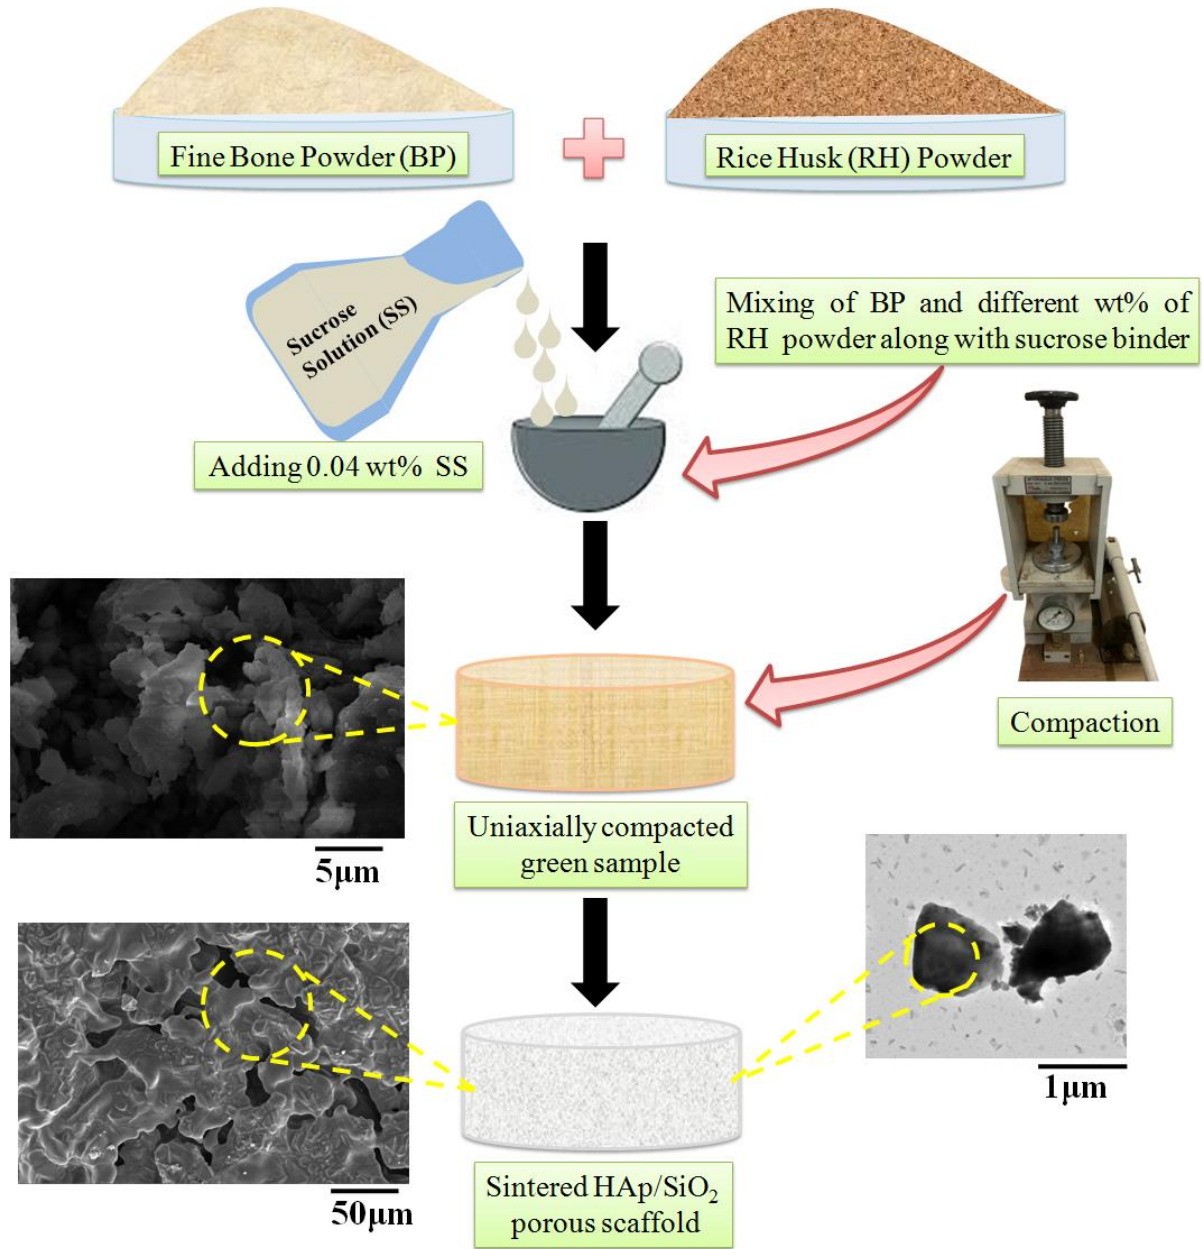 Fine Bone Powder (BP)
Rice Husk (RH) Powder
Sucrose
Solution (SS)
Mixing of BP and different wt% of
RH powder along with sucrose binder
Adding 0.04 wt% SS
Compaction
Uniaxially compacted
green sample
5μm
1μm
Sintered HAp/SiO₂
porous scaffold
50μm